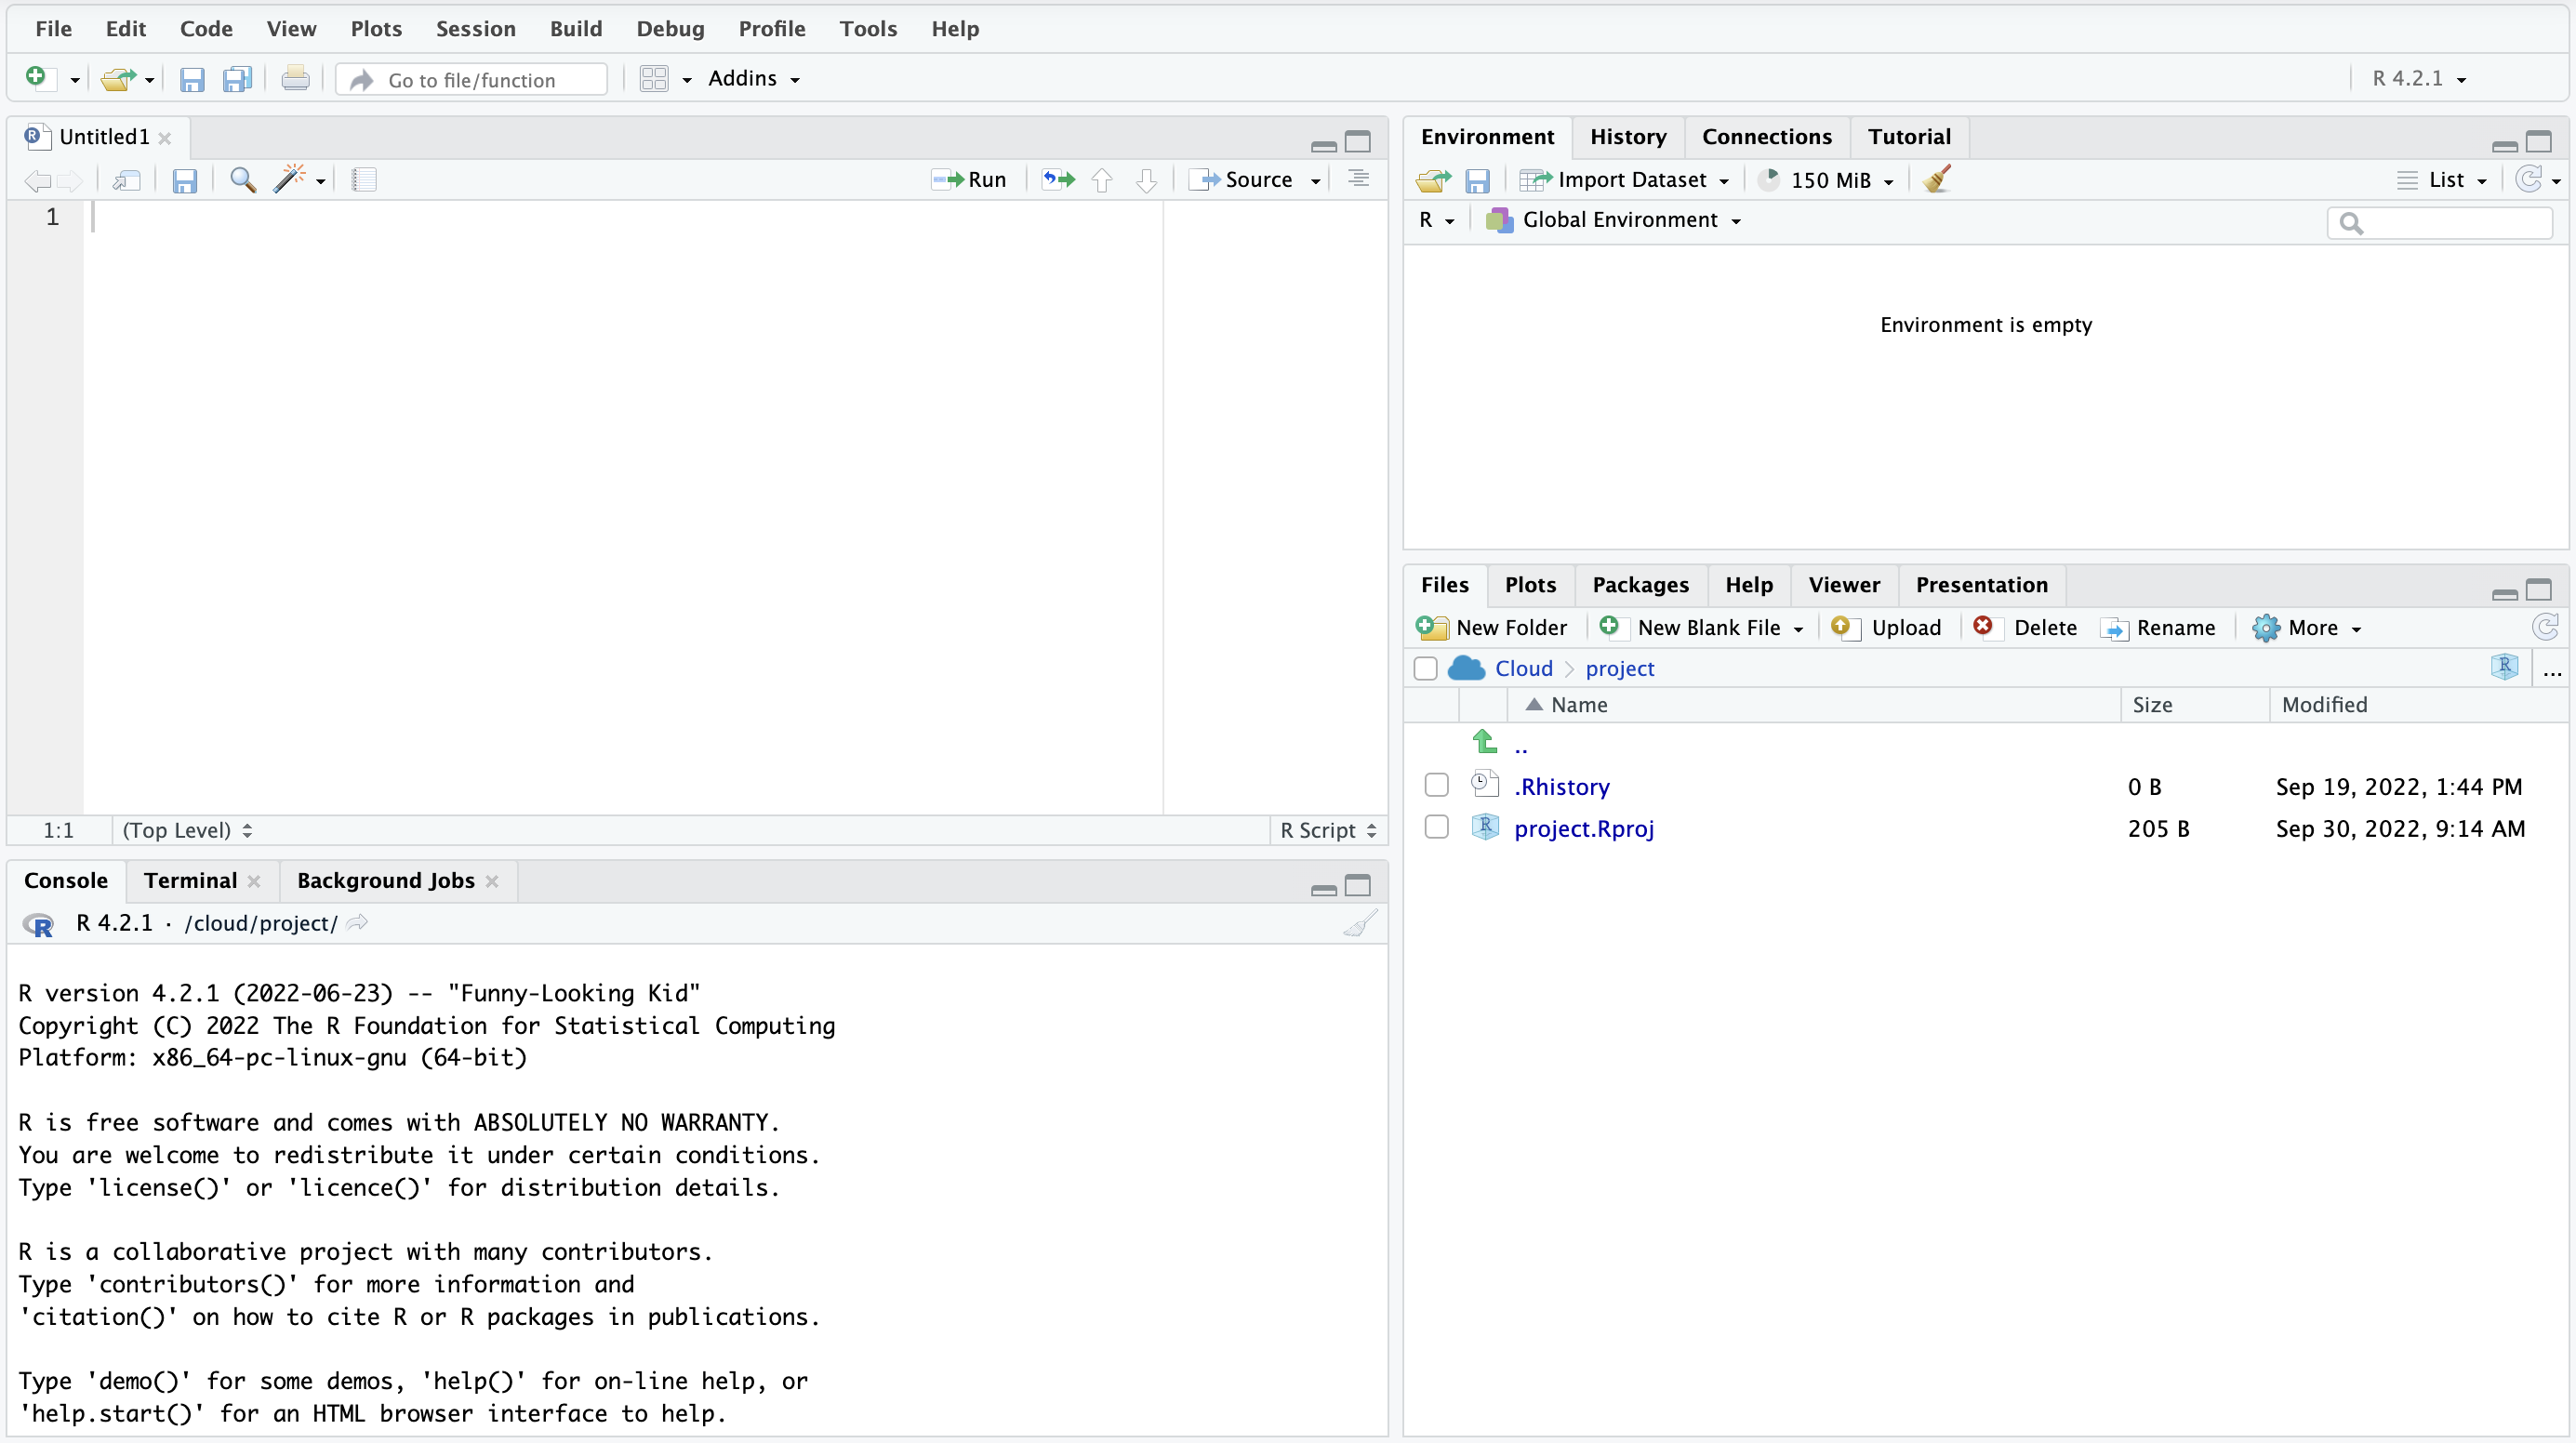 File Edit Code View Plots Session Build Debug Profile Tools Help
Go to file/function Addins R 4.2.1
Untitled1
Run Source
1
1:1 (Top Level) R Script
Console Terminal Background Jobs
R 4.2.1 · /cloud/project/
R version 4.2.1 (2022-06-23) -- "Funny-Looking Kid"
Copyright (C) 2022 The R Foundation for Statistical Computing
Platform: x86_64-pc-linux-gnu (64-bit)
R is free software and comes with ABSOLUTELY NO WARRANTY.
You are welcome to redistribute it under certain conditions.
Type 'license()' or 'licence()' for distribution details.
R is a collaborative project with many contributors.
Type 'contributors()' for more information and
'citation()' on how to cite R or R packages in publications.
Type 'demo()' for some demos, 'help()' for on-line help, or
'help.start()' for an HTML browser interface to help.
Environment History Connections Tutorial
Import Dataset 150 MiB List
R Global Environment
Environment is empty
Files Plots Packages Help Viewer Presentation
New Folder New Blank File Upload Delete Rename More
Cloud project ...
Name Size Modified
..
.Rhistory 0 B Sep 19, 2022, 1:44 PM
project.Rproj 205 B Sep 30, 2022, 9:14 AM